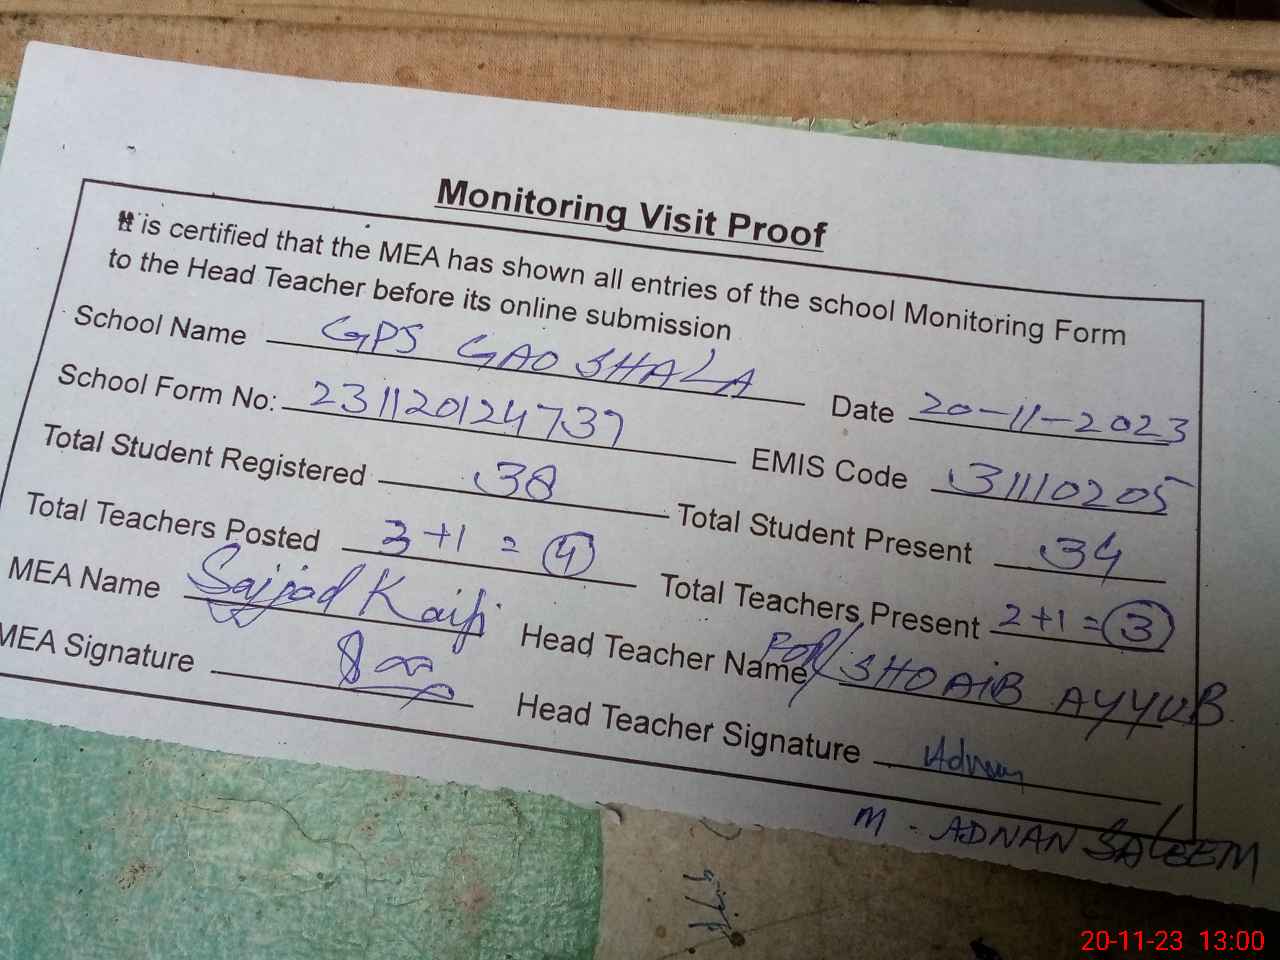 Monitoring Visit Proof
It is certified that the MEA has shown all entries of the school Monitoring Form
to the Head Teacher before its online submission
School Name GPS GAO SHALA Date 20-11-2023
School Form No: 231120124737 EMIS Code 31110205
Total Student Registered 38 Total Student Present 34
Total Teachers Posted 3+1 = 4 Total Teachers Present 2+1 = 3
MEA Name Sajjad Kaifi Head Teacher Name FOR/ SHOAIB AYYUB
MEA Signature Head Teacher Signature Adnan
M. ADNAN SALEEM
20-11-23 13:00